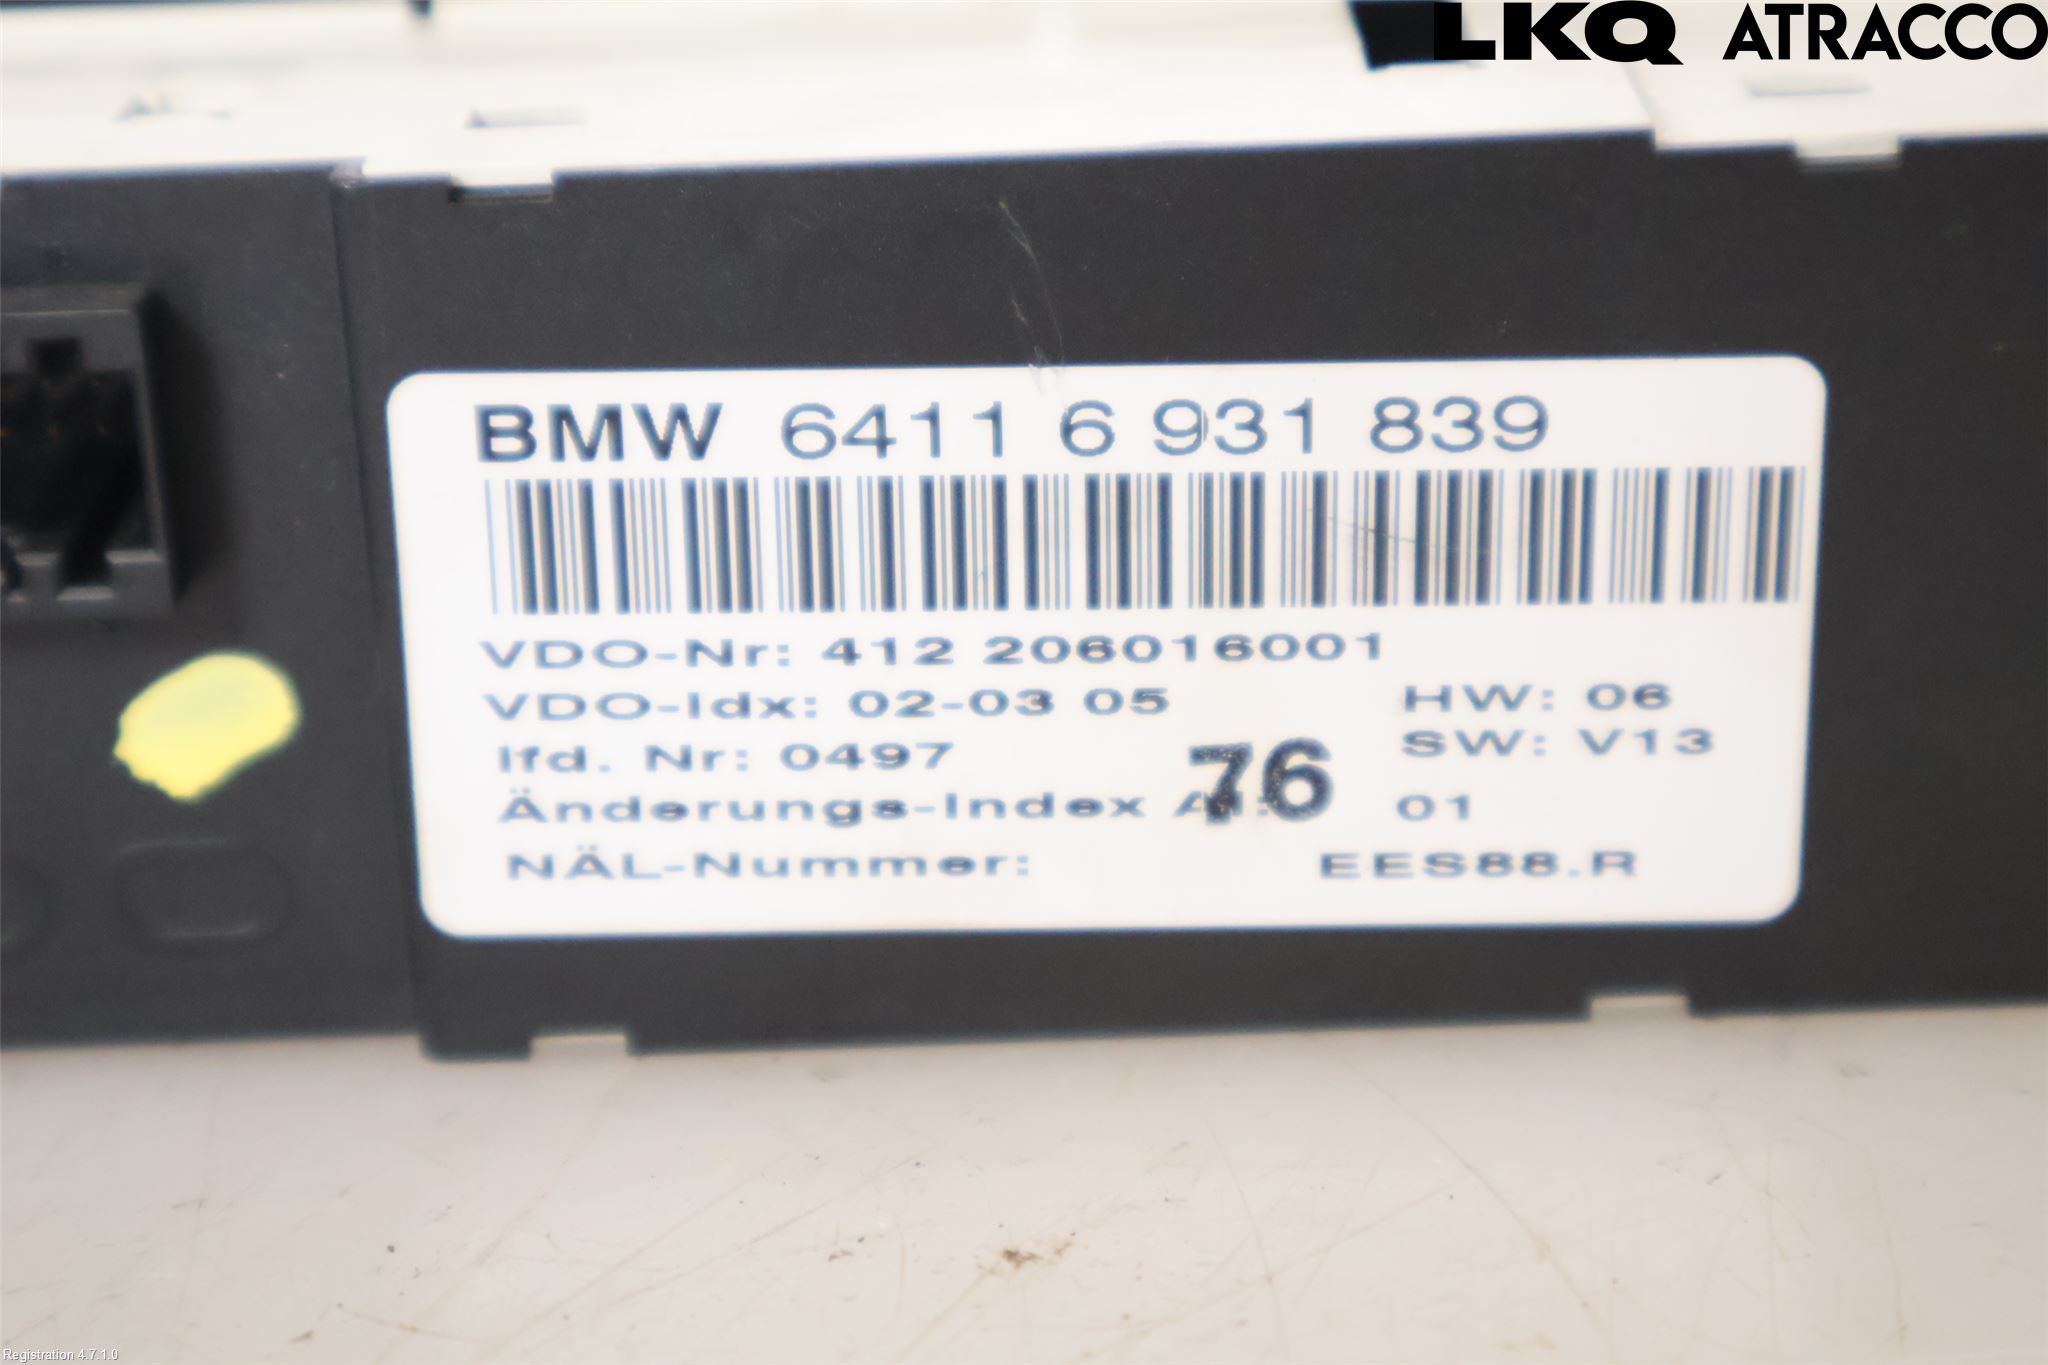 LKQ ATRACCO
BMW 6411 6 931 839
VDO-Nr: 412 206016001
VDO-Idx: 02-03 05 HW: 06
lfd. Nr: 0497 SW: V13
76
Änderungs-Index 01
NÄL-Nummer: EES88.R
Registration 4.7.1.0